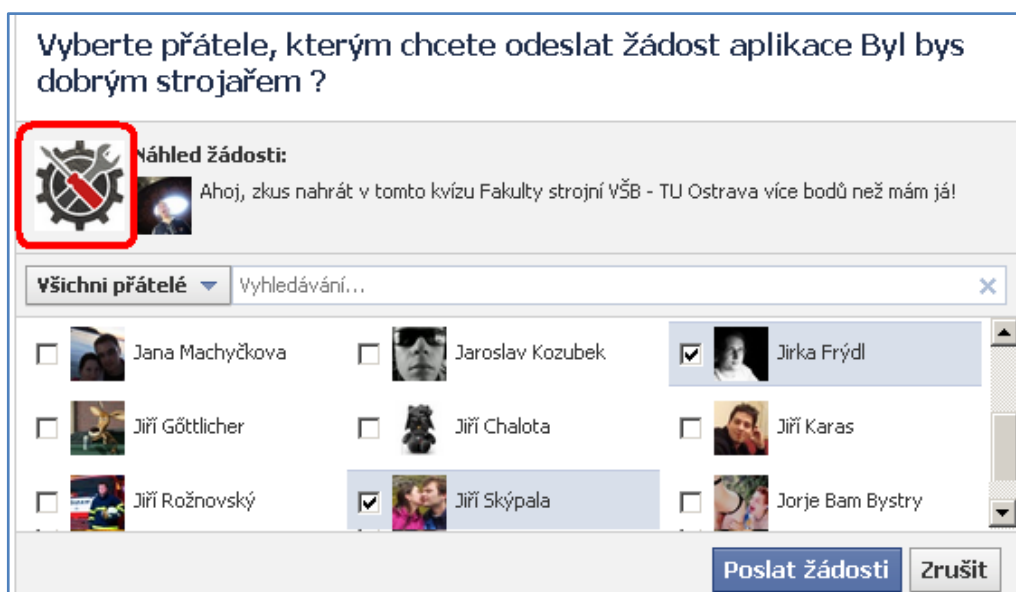 Vyberte přátele, kterým chcete odeslat žádost aplikace Byl bys
dobrým strojařem ?
Náhled žádosti:
Ahoj, zkus nahrát v tomto kvízu Fakulty strojní VŠB - TU Ostrava více bodů než mám já!
Všichni přátelé Vyhledávání...
Jana Machyčkova Jaroslav Kozubek Jirka Frýdl
Jiří Gőttlicher Jiří Chalota Jiří Karas
Jiří Rožnovský Jiří Skýpala Jorje Bam Bystry
Poslat žádosti Zrušit